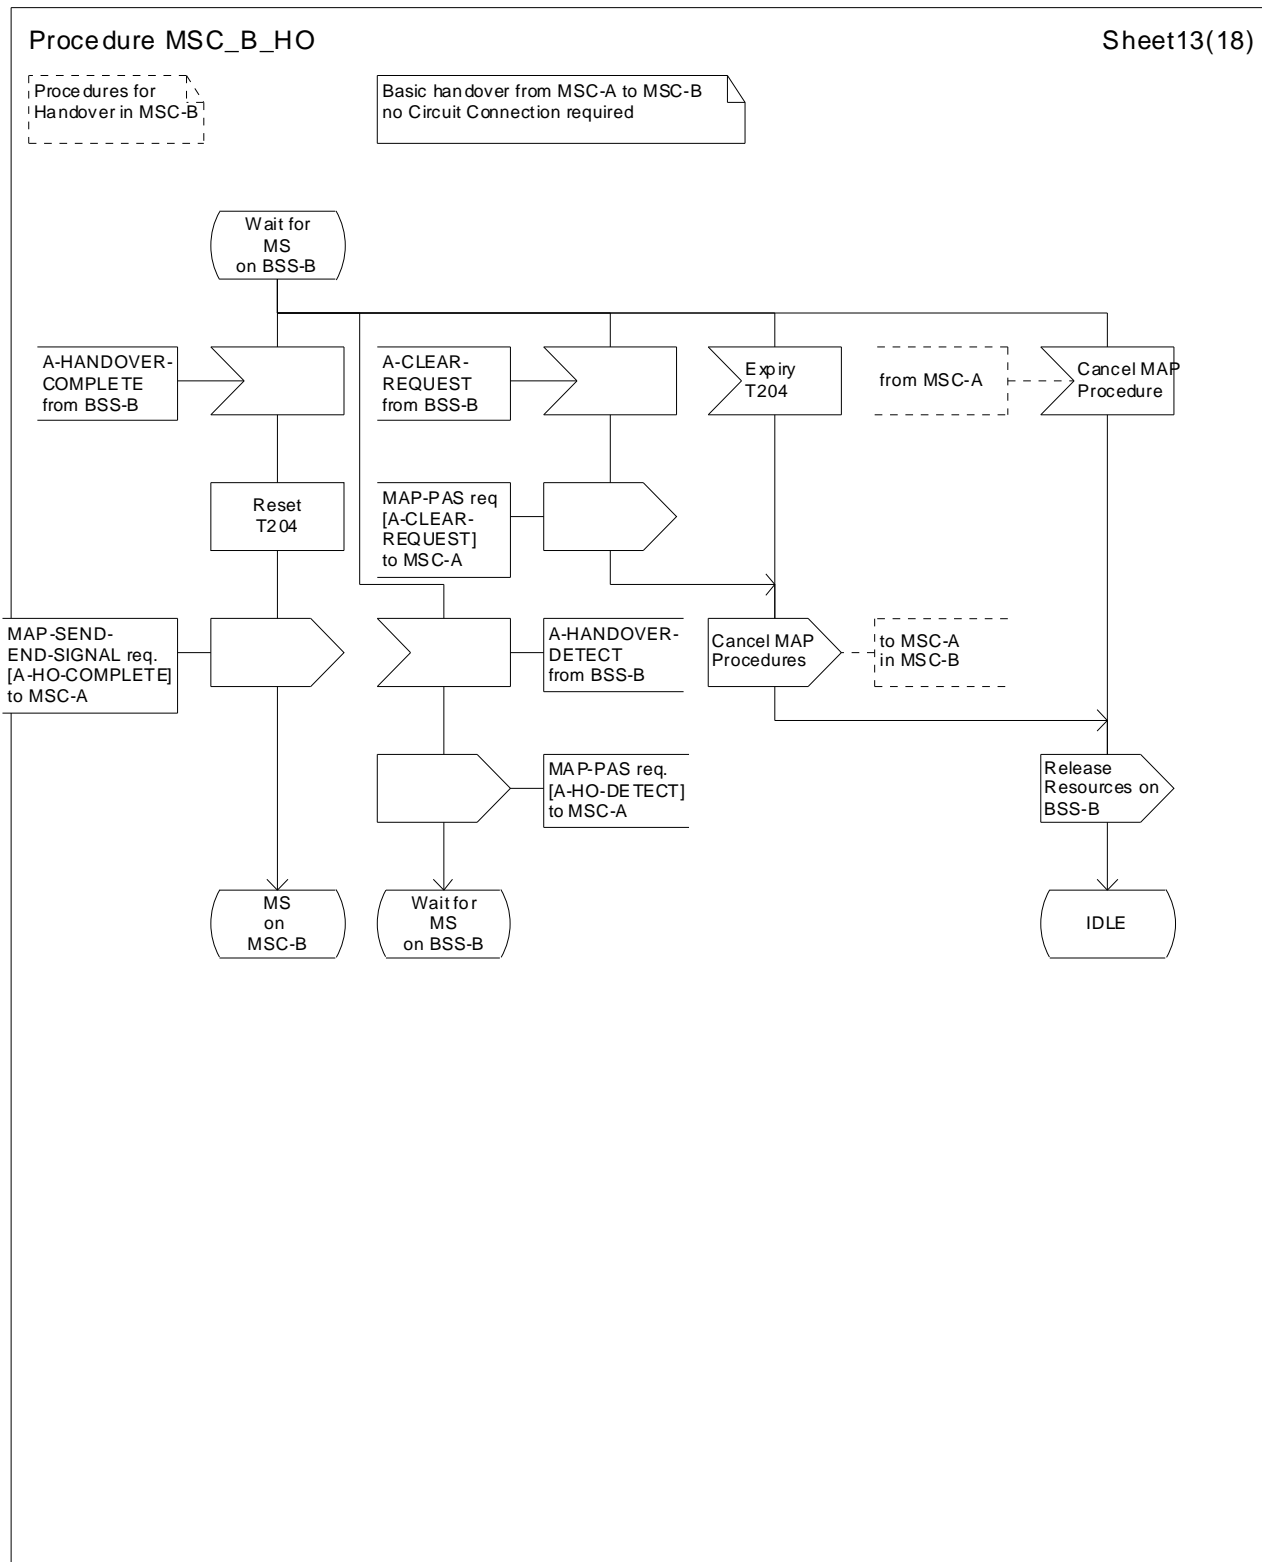 Procedure MSC_B_HO
Sheet13(18)
Procedures for
Handover in MSC-B
Basic handover from MSC-A to MSC-B
no Circuit Connection required
Wait for
MS
on BSS-B
A-HANDOVER-
COMPLETE
from BSS-B
A-CLEAR-
REQUEST
from BSS-B
Expiry
T204
from MSC-A
Cancel MAP
Procedure
Reset
T204
MAP-PAS req
[A-CLEAR-
REQUEST]
to MSC-A
MAP-SEND-
END-SIGNAL req.
[A-HO-COMPLETE]
to MSC-A
A-HANDOVER-
DETECT
from BSS-B
Cancel MAP
Procedures
to MSC-A
in MSC-B
MAP-PAS req.
[A-HO-DETECT]
to MSC-A
Release
Resources on
BSS-B
MS
on
MSC-B
Wait for
MS
on BSS-B
IDLE